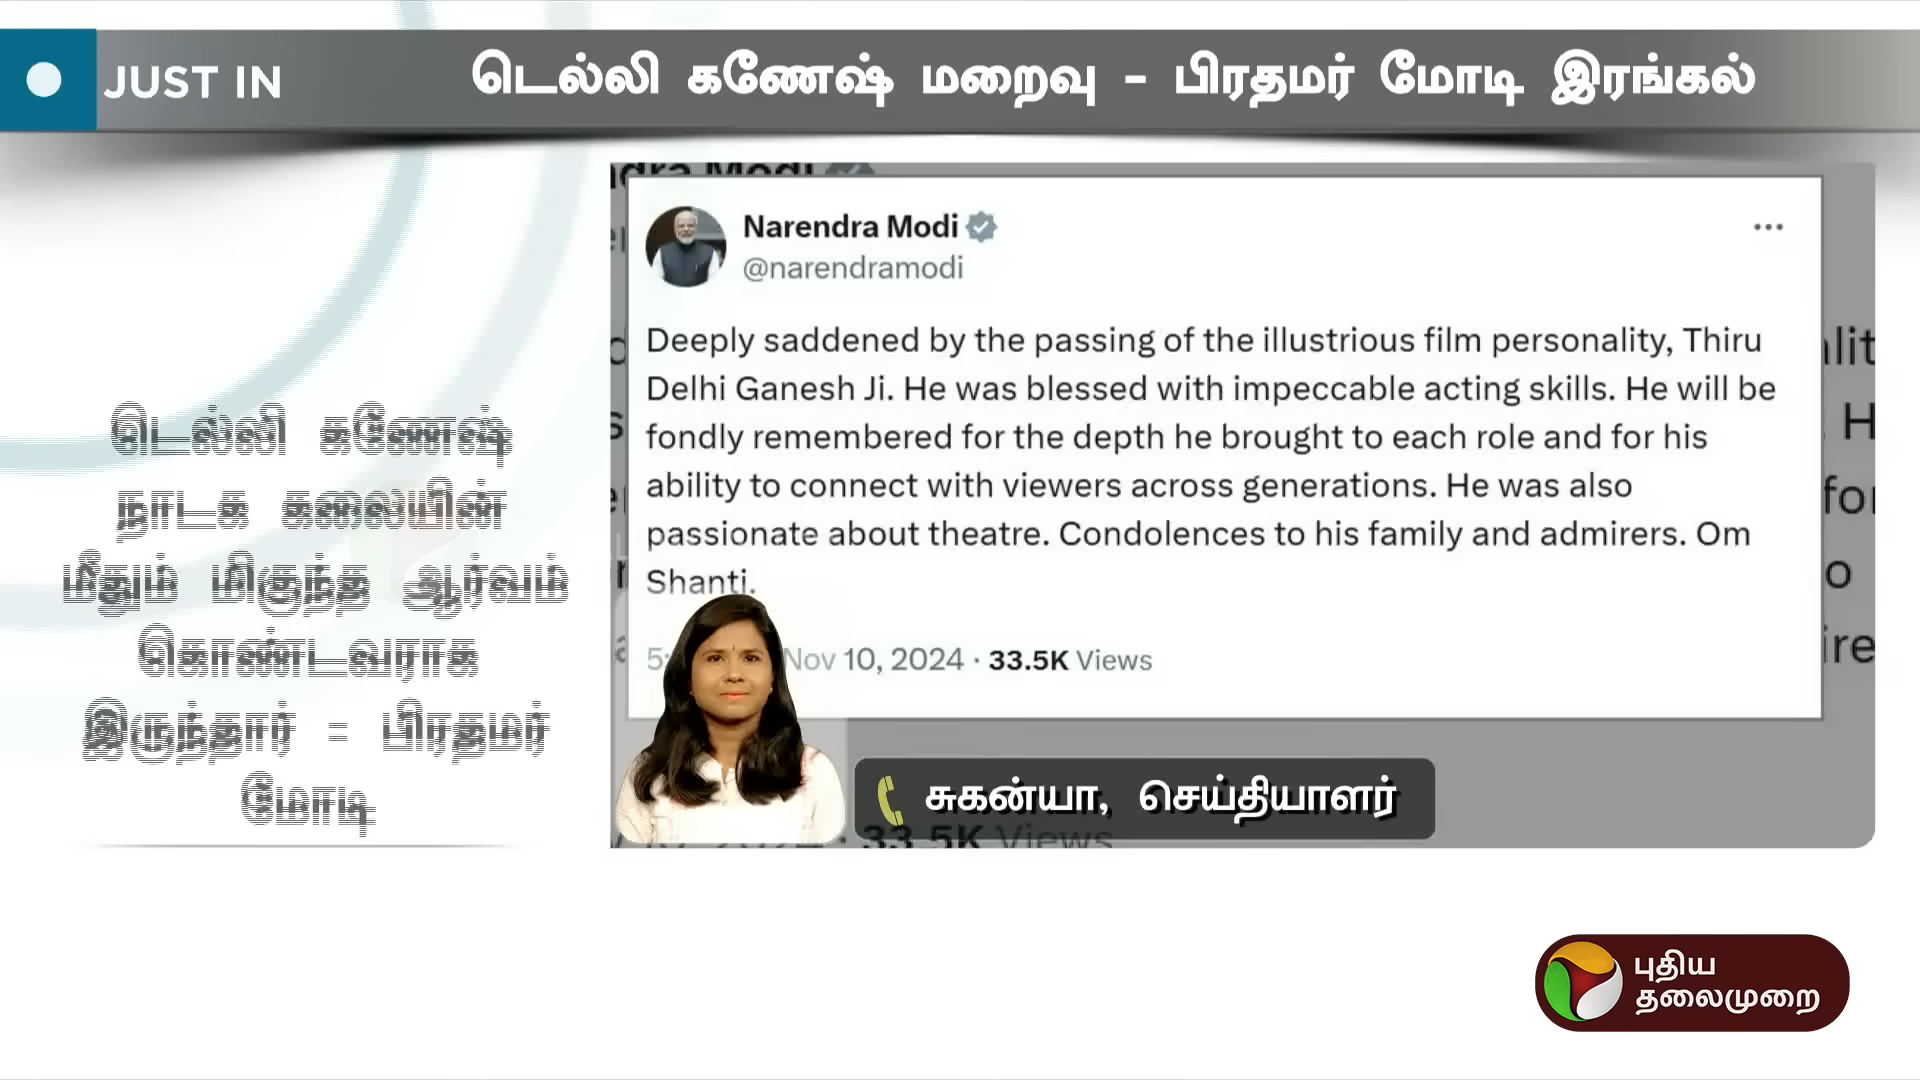 JUST IN
டெல்லி கணேஷ் மறைவு - பிரதமர் மோடி இரங்கல்
டெல்லி கணேஷ்
நாடக கலையின்
மீதும் மிகுந்த ஆர்வம்
கொண்டவராக
இருந்தார் - பிரதமர்
மோடி
Narendra Modi
@narendramodi
Deeply saddened by the passing of the illustrious film personality, Thiru
Delhi Ganesh Ji. He was blessed with impeccable acting skills. He will be
fondly remembered for the depth he brought to each role and for his
ability to connect with viewers across generations. He was also
passionate about theatre. Condolences to his family and admirers. Om
Shanti.
Nov 10, 2024 · 33.5K Views
சுகன்யா, செய்தியாளர்
33.5K Views
புதிய
தலைமுறை